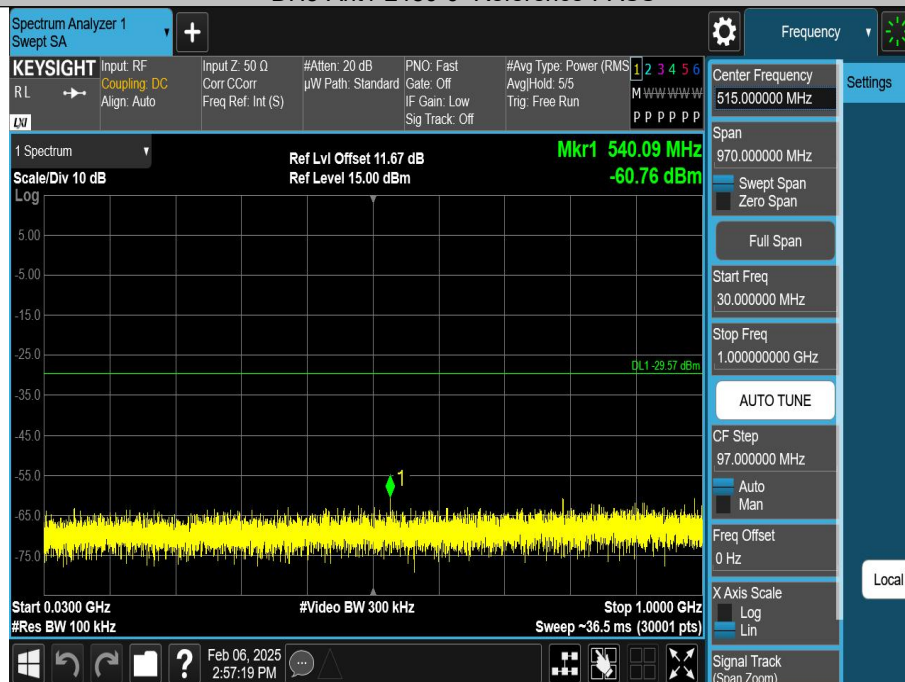 Spectrum Analyzer 1
Swept SA
Frequency
KEYSIGHT
RL
LXI
Input: RF
Coupling: DC
Align: Auto
Input Z: 50 Ω
Corr CCorr
Freq Ref: Int (S)
#Atten: 20 dB
µW Path: Standard
PNO: Fast
Gate: Off
IF Gain: Low
Sig Track: Off
#Avg Type: Power (RMS
Avg|Hold: 5/5
Trig: Free Run
1 2 3 4 5 6
M W W W W W
P P P P P P
1 Spectrum
Scale/Div 10 dB
Log
Ref Lvl Offset 11.67 dB
Ref Level 15.00 dBm
Mkr1 540.09 MHz
-60.76 dBm
5.00
-5.00
-15.0
-25.0
DL1 -29.57 dBm
-35.0
-45.0
-55.0
1
-65.0
-75.0
Start 0.0300 GHz
#Res BW 100 kHz
#Video BW 300 kHz
Stop 1.0000 GHz
Sweep ~36.5 ms (30001 pts)
?
Feb 06, 2025
2:57:19 PM
Center Frequency
515.000000 MHz
Settings
Span
970.000000 MHz
Swept Span
Zero Span
Full Span
Start Freq
30.000000 MHz
Stop Freq
1.000000000 GHz
AUTO TUNE
CF Step
97.000000 MHz
Auto
Man
Freq Offset
0 Hz
Local
X Axis Scale
Log
Lin
Signal Track
(Span Zoom)